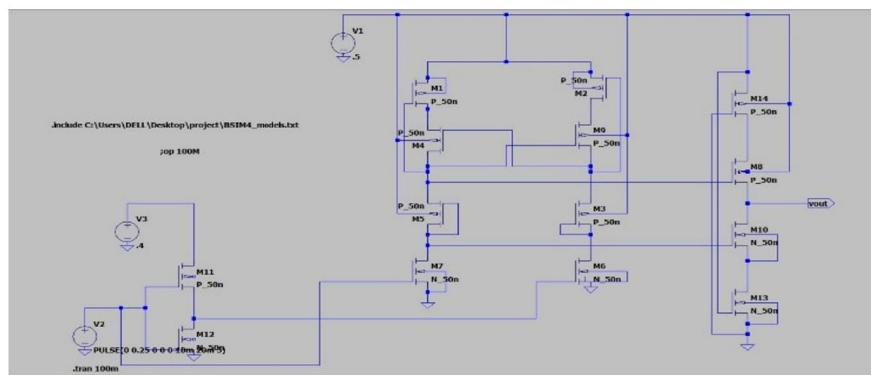 V1
.5
P_50n
M1
M2
P_50n
P_50n
M14
P_50n
.include C:\Users\DELL\Desktop\project\BSIM4_models.txt
;op 100M
P_50n
M4
M9
P_50n
M8
P_50n
P_50n
M5
M3
P_50n
vout
V3
.4
M10
N_50n
M11
P_50n
M7
N_50n
M6
N_50n
M13
N_50n
V2
M12
N_50n
PULSE(0 0.25 0 0 0 10m 20m 5)
.tran 100m